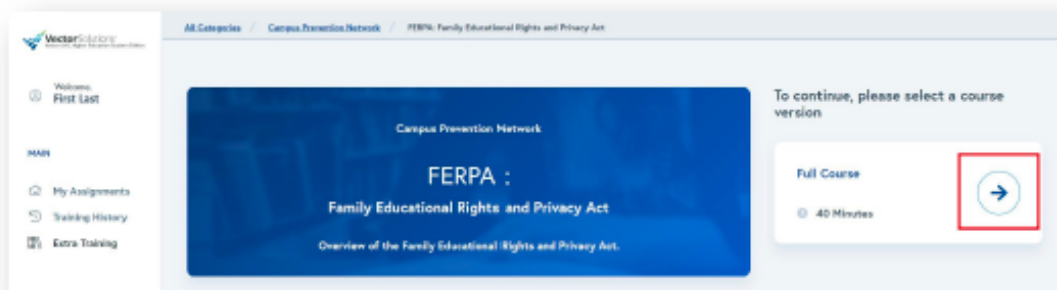 All Categories / Campus Prevention Network / FERPA: Family Educational Rights and Privacy Act
VectorSolutions
Welcome,
First Last
MAIN
My Assignments
Training History
Extra Training
Campus Prevention Network
FERPA :
Family Educational Rights and Privacy Act
Overview of the Family Educational Rights and Privacy Act.
To continue, please select a course
version
Full Course
40 Minutes